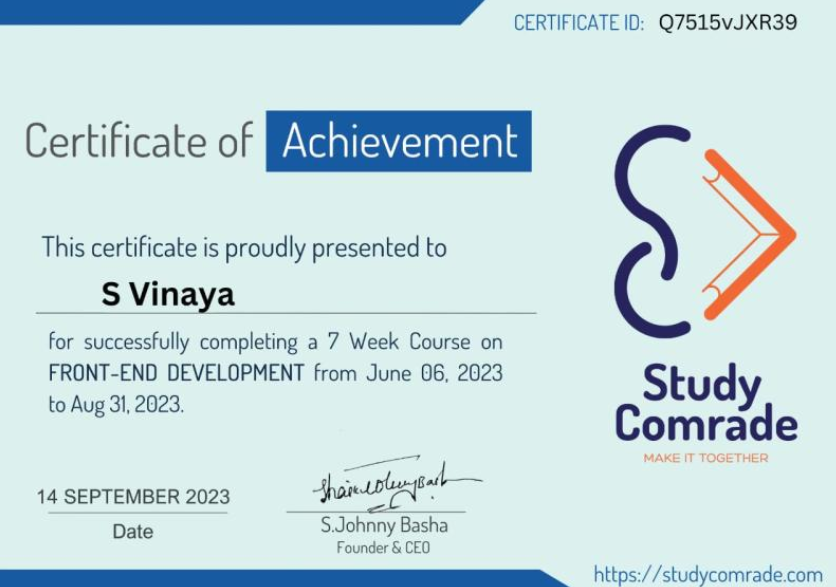 CERTIFICATE ID: Q7515vJXR39
Certificate of Achievement
This certificate is proudly presented to
S Vinaya
for successfully completing a 7 Week Course on
FRONT-END DEVELOPMENT from June 06, 2023
to Aug 31, 2023.
Study
Comrade
MAKE IT TOGETHER
14 SEPTEMBER 2023
Date
S.Johnny Basha
Founder & CEO
https://studycomrade.com